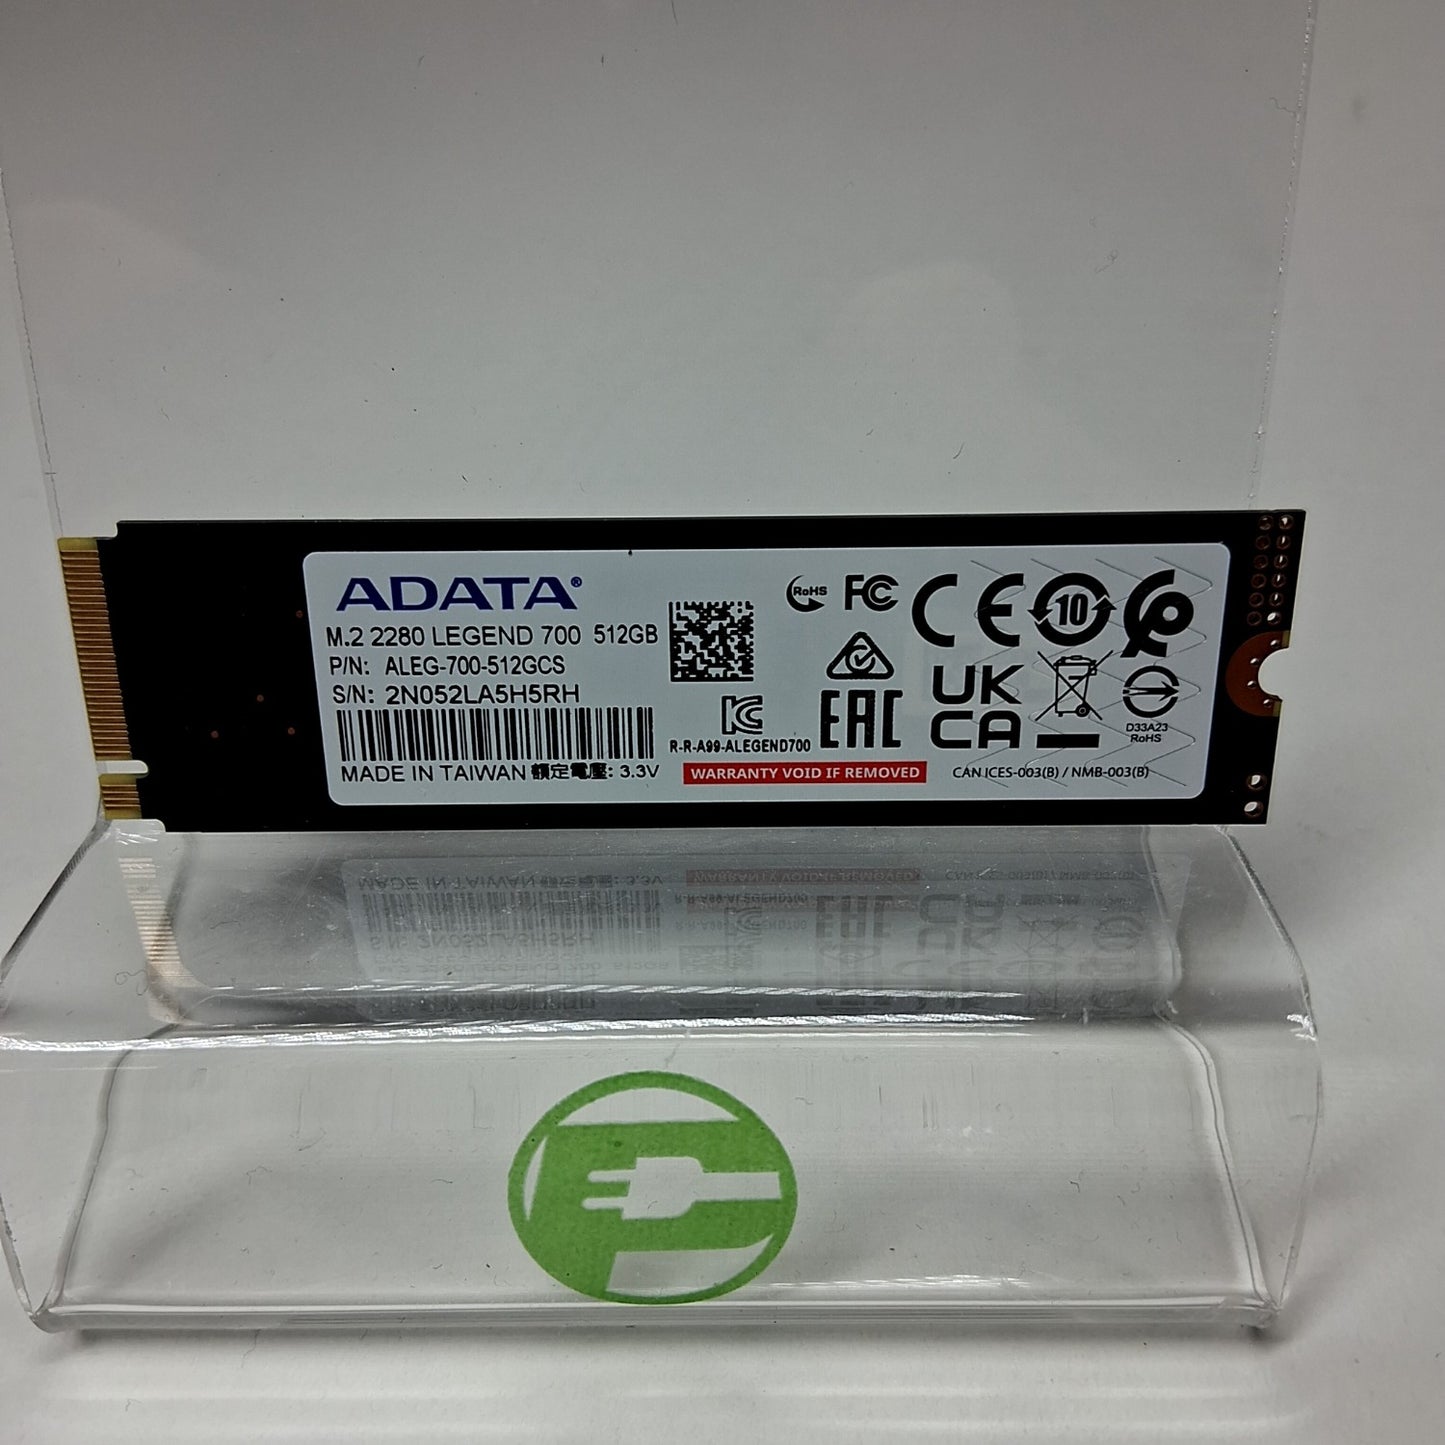 ADATA®
M.2 2280 LEGEND 700 512GB
P/N: ALEG-700-512GCS
S/N: 2N052LA5H5RH
MADE IN TAIWAN 額定電壓: 3.3V
R-R-A99-ALEGEND700
WARRANTY VOID IF REMOVED
RoHS FC CE 10
EAC UK CA
D33A23
RoHS
CAN ICES-003(B) / NMB-003(B)